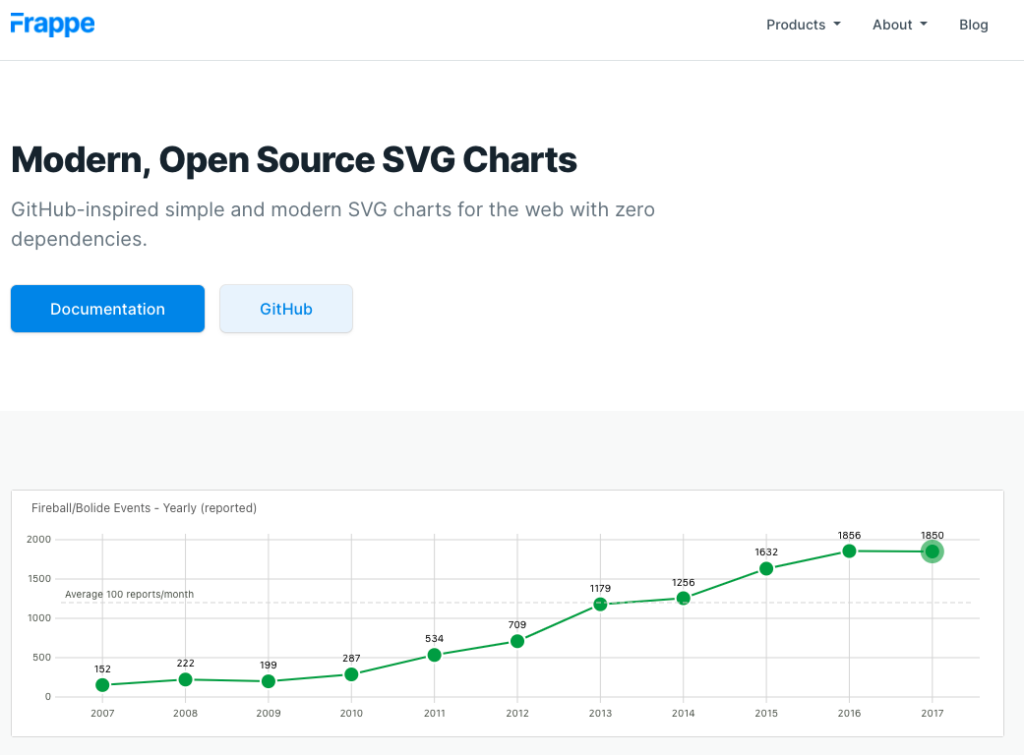 Frappe
Products About Blog
Modern, Open Source SVG Charts
GitHub-inspired simple and modern SVG charts for the web with zero
dependencies.
Documentation GitHub
Fireball/Bolide Events - Yearly (reported)
2000
1500
1000
500
0
Average 100 reports/month
152 222 199 287 534 709 1179 1256 1632 1856 1850
2007 2008 2009 2010 2011 2012 2013 2014 2015 2016 2017